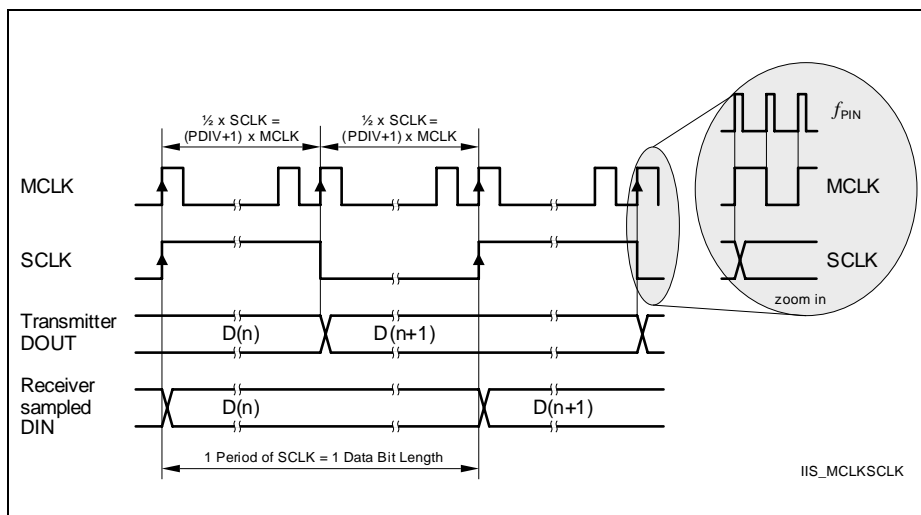 ½ x SCLK =
(PDIV+1) x MCLK
½ x SCLK =
(PDIV+1) x MCLK
fPIN
MCLK
MCLK
SCLK
SCLK
zoom in
Transmitter
DOUT
D(n)
D(n+1)
Receiver
sampled
DIN
D(n)
D(n+1)
1 Period of SCLK = 1 Data Bit Length
IIS_MCLKSCLK